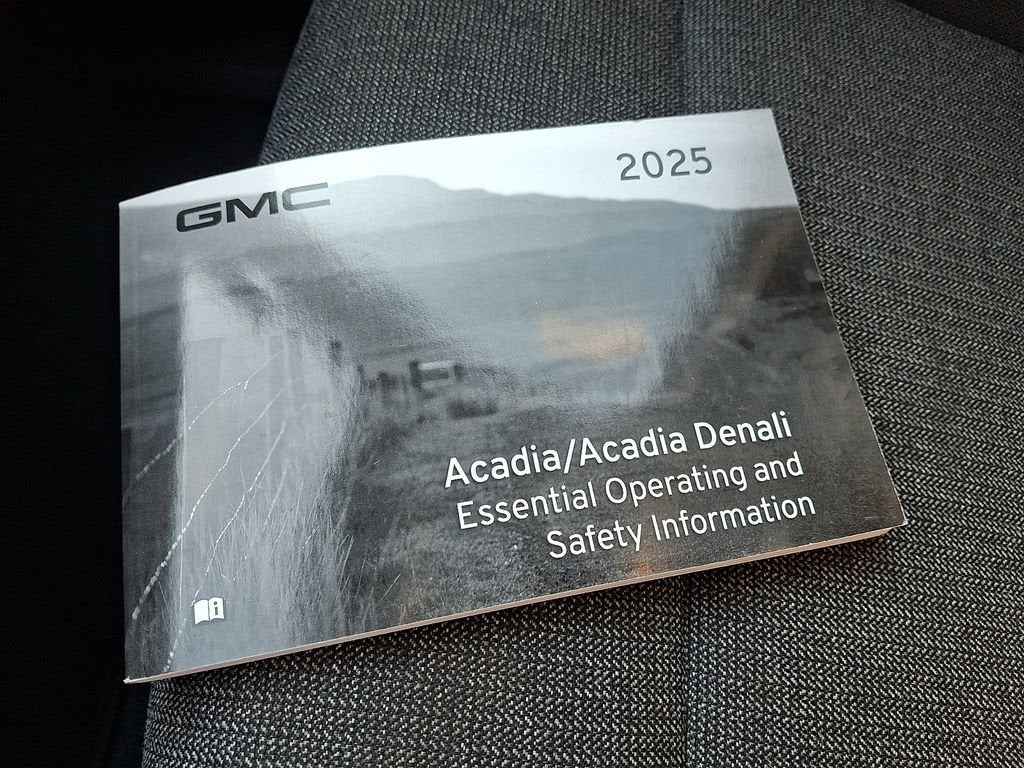 GMC
2025
Acadia/Acadia Denali
Essential Operating and
Safety Information